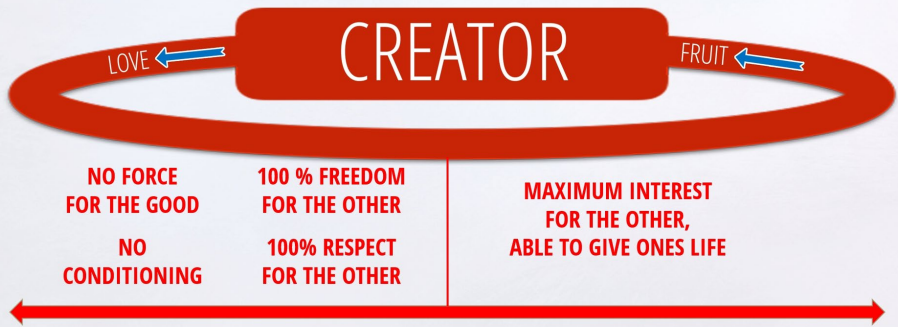 CREATOR
LOVE
FRUIT
NO FORCE
FOR THE GOOD
NO
CONDITIONING
100 % FREEDOM
FOR THE OTHER
100% RESPECT
FOR THE OTHER
MAXIMUM INTEREST
FOR THE OTHER,
ABLE TO GIVE ONES LIFE